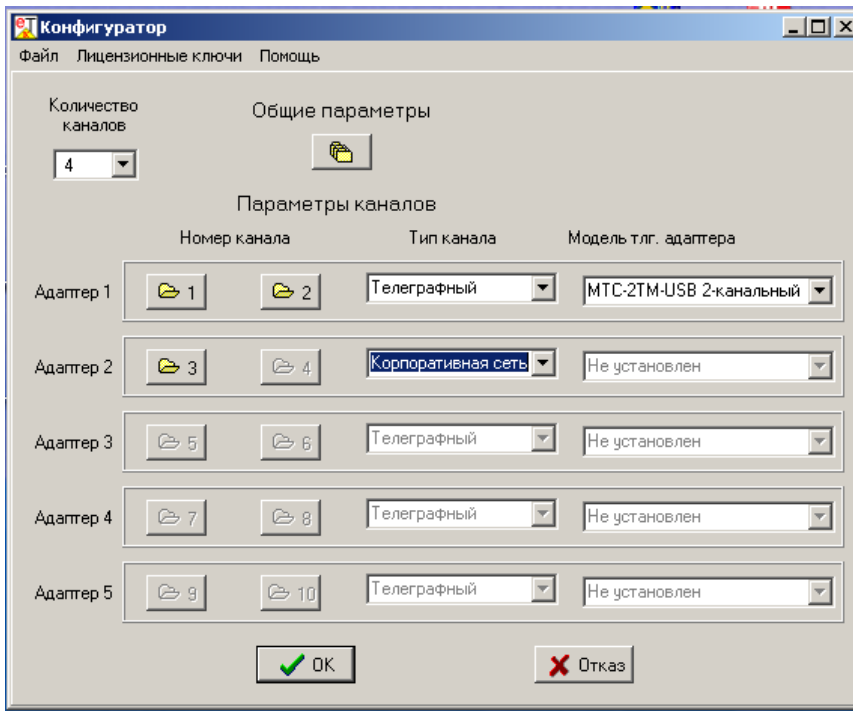 Конфигуратор
Файл Лицензионные ключи Помощь
Количество каналов
Общие параметры
4
Параметры каналов
Номер канала Тип канала Модель тлг. адаптера
Адаптер 1 1 2 Телеграфный МТС-2ТМ-USB 2-канальный
Адаптер 2 3 4 Корпоративная сеть Не установлен
Адаптер 3 5 6 Телеграфный Не установлен
Адаптер 4 7 8 Телеграфный Не установлен
Адаптер 5 9 10 Телеграфный Не установлен
OK Отказ